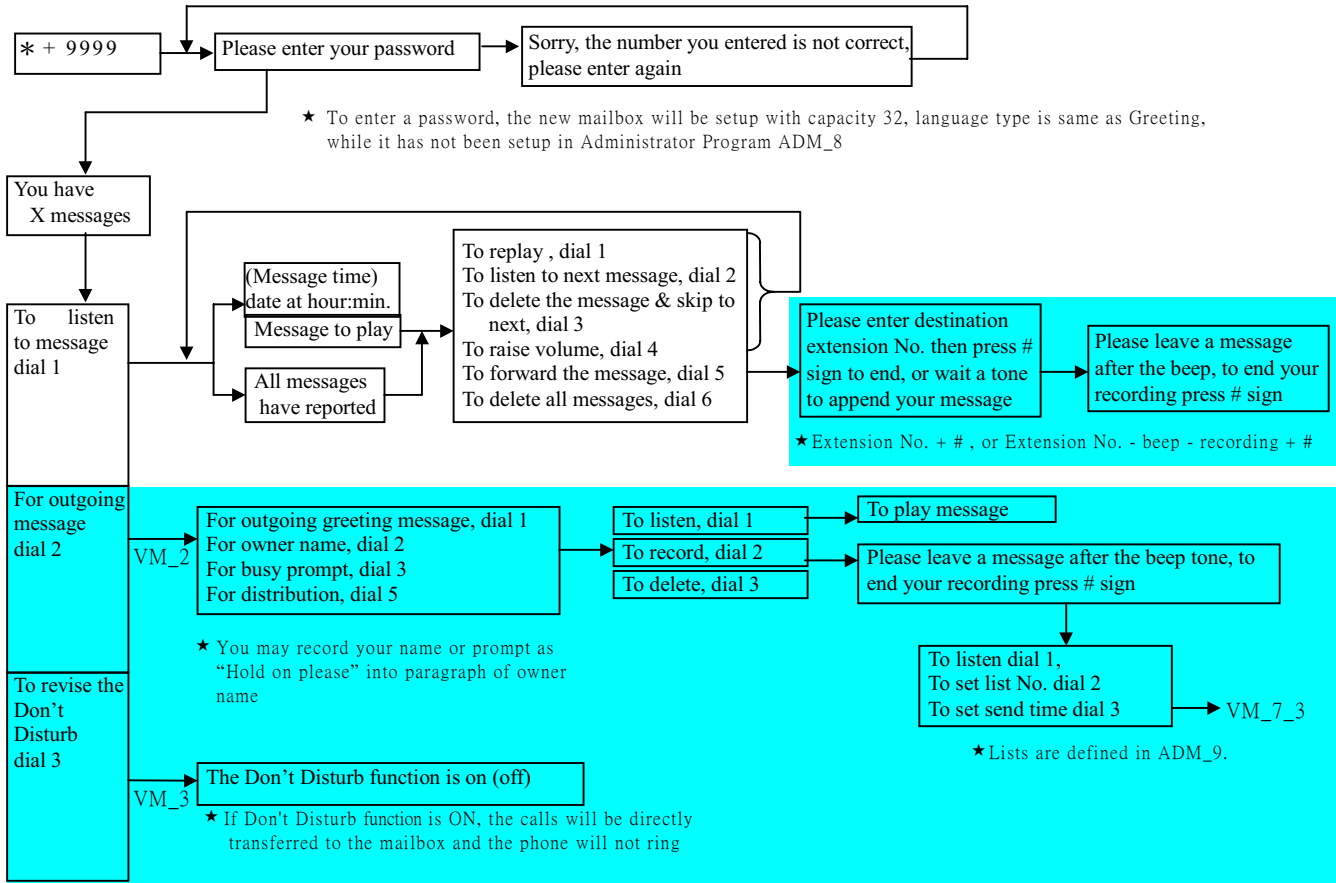 * + 9999
Please enter your password
Sorry, the number you entered is not correct,
please enter again
★ To enter a password, the new mailbox will be setup with capacity 32, language type is same as Greeting,
while it has not been setup in Administrator Program ADM_8
You have
X messages
To listen
to message
dial 1
(Message time)
date at hour:min.
Message to play
All messages
have reported
To replay , dial 1
To listen to next message, dial 2
To delete the message & skip to
next, dial 3
To raise volume, dial 4
To forward the message, dial 5
To delete all messages, dial 6
Please enter destination
extension No. then press #
sign to end, or wait a tone
to append your message
Please leave a message
after the beep, to end your
recording press # sign
★Extension No. + # , or Extension No. - beep - recording + #
For outgoing
message
dial 2
VM_2
For outgoing greeting message, dial 1
For owner name, dial 2
For busy prompt, dial 3
For distribution, dial 5
★ You may record your name or prompt as
“Hold on please” into paragraph of owner
name
To listen, dial 1
To record, dial 2
To delete, dial 3
To play message
Please leave a message after the beep tone, to
end your recording press # sign
To listen dial 1,
To set list No. dial 2
To set send time dial 3
VM_7_3
★Lists are defined in ADM_9.
To revise the
Don’t
Disturb
dial 3
VM_3
The Don’t Disturb function is on (off)
★ If Don't Disturb function is ON, the calls will be directly
transferred to the mailbox and the phone will not ring